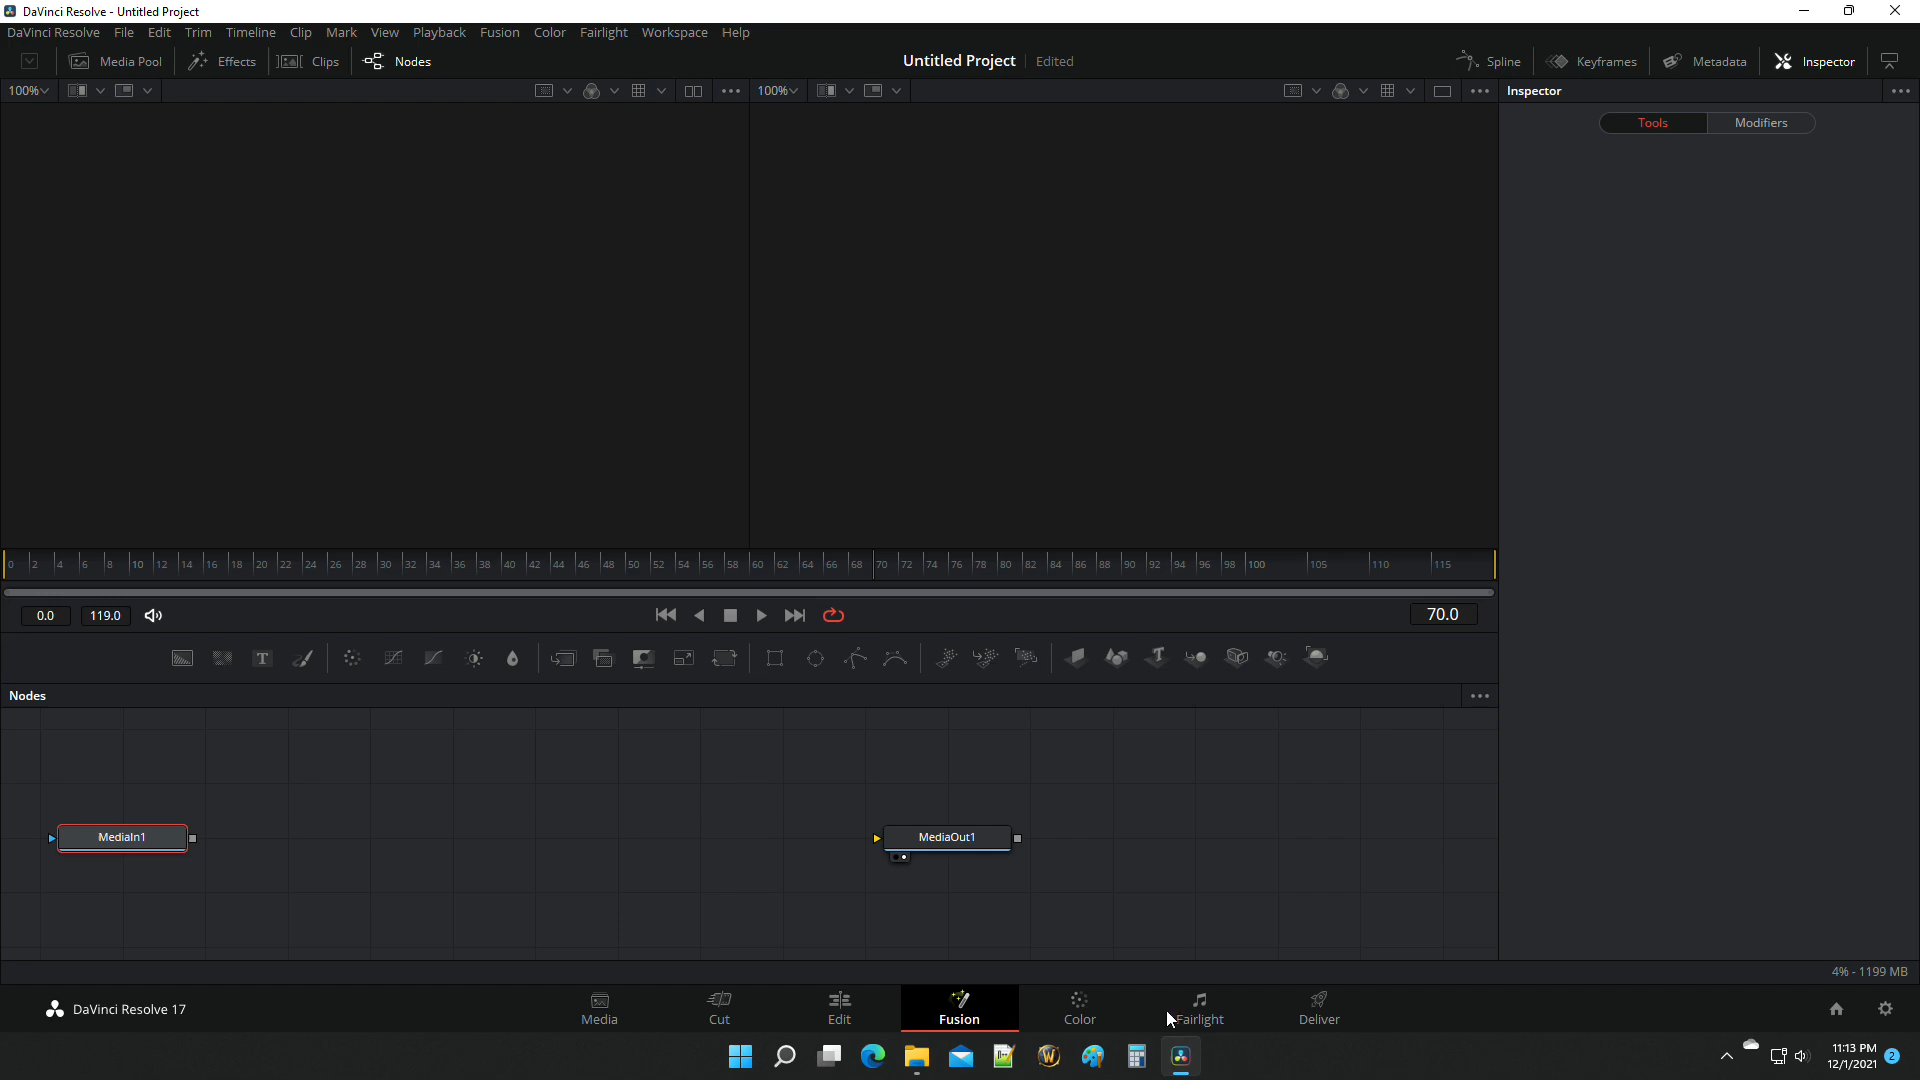 DaVinci Resolve - Untitled Project
DaVinci Resolve File Edit Trim Timeline Clip Mark View Playback Fusion Color Fairlight Workspace Help
Media Pool Effects Clips Nodes Untitled Project Edited Spline Keyframes Metadata Inspector
100% 100% Inspector
Tools Modifiers
0 2 4 6 8 10 12 14 16 18 20 22 24 26 28 30 32 34 36 38 40 42 44 46 48 50 52 54 56 58 60 62 64 66 68 70 72 74 76 78 80 82 84 86 88 90 92 94 96 98 100 105 110 115
0.0 119.0 70.0
T
T
Nodes
MediaIn1 MediaOut1
4% - 1199 MB
DaVinci Resolve 17 Media Cut Edit Fusion Color Fairlight Deliver
11:13 PM
12/1/2021 2